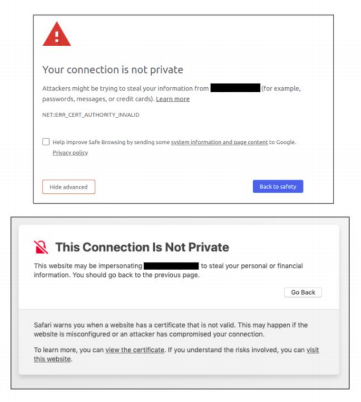 Your connection is not private
Attackers might be trying to steal your information from (for example,
passwords, messages, or credit cards). Learn more
NET:ERR_CERT_AUTHORITY_INVALID
Help improve Safe Browsing by sending some system information and page content to Google.
Privacy policy
Hide advanced
Back to safety
This Connection Is Not Private
This website may be impersonating to steal your personal or financial
information. You should go back to the previous page.
Go Back
Safari warns you when a website has a certificate that is not valid. This may happen if the
website is misconfigured or an attacker has compromised your connection.
To learn more, you can view the certificate. If you understand the risks involved, you can visit
this website.